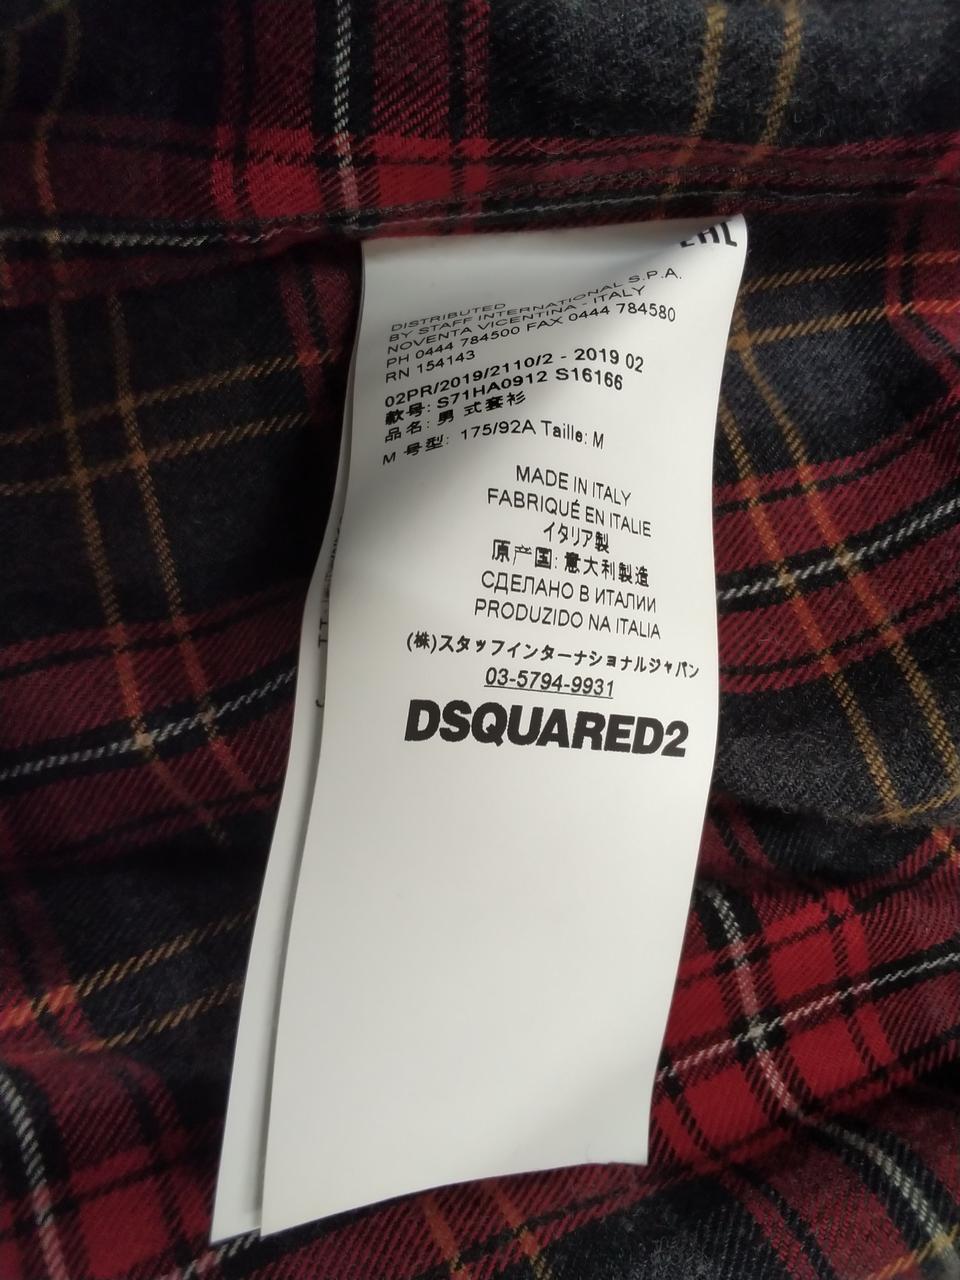 EAC
DISTRIBUTED
BY STAFF INTERNATIONAL S.P.A.
NOVENTA VICENTINA - ITALY
PH 0444 784500 FAX 0444 784580
RN 154143
02PR/2019/2110/2 - 2019 02
款号: S71HA0912 S16166
品名: 男 式套衫
M 号型: 175/92A Taille: M
MADE IN ITALY
FABRIQUÉ EN ITALIE
イタリア製
原产国: 意大利製造
СДЕЛАНО В ИТАЛИИ
PRODUZIDO NA ITALIA
(株)スタッフインターナショナルジャパン
03-5794-9931
DSQUARED2